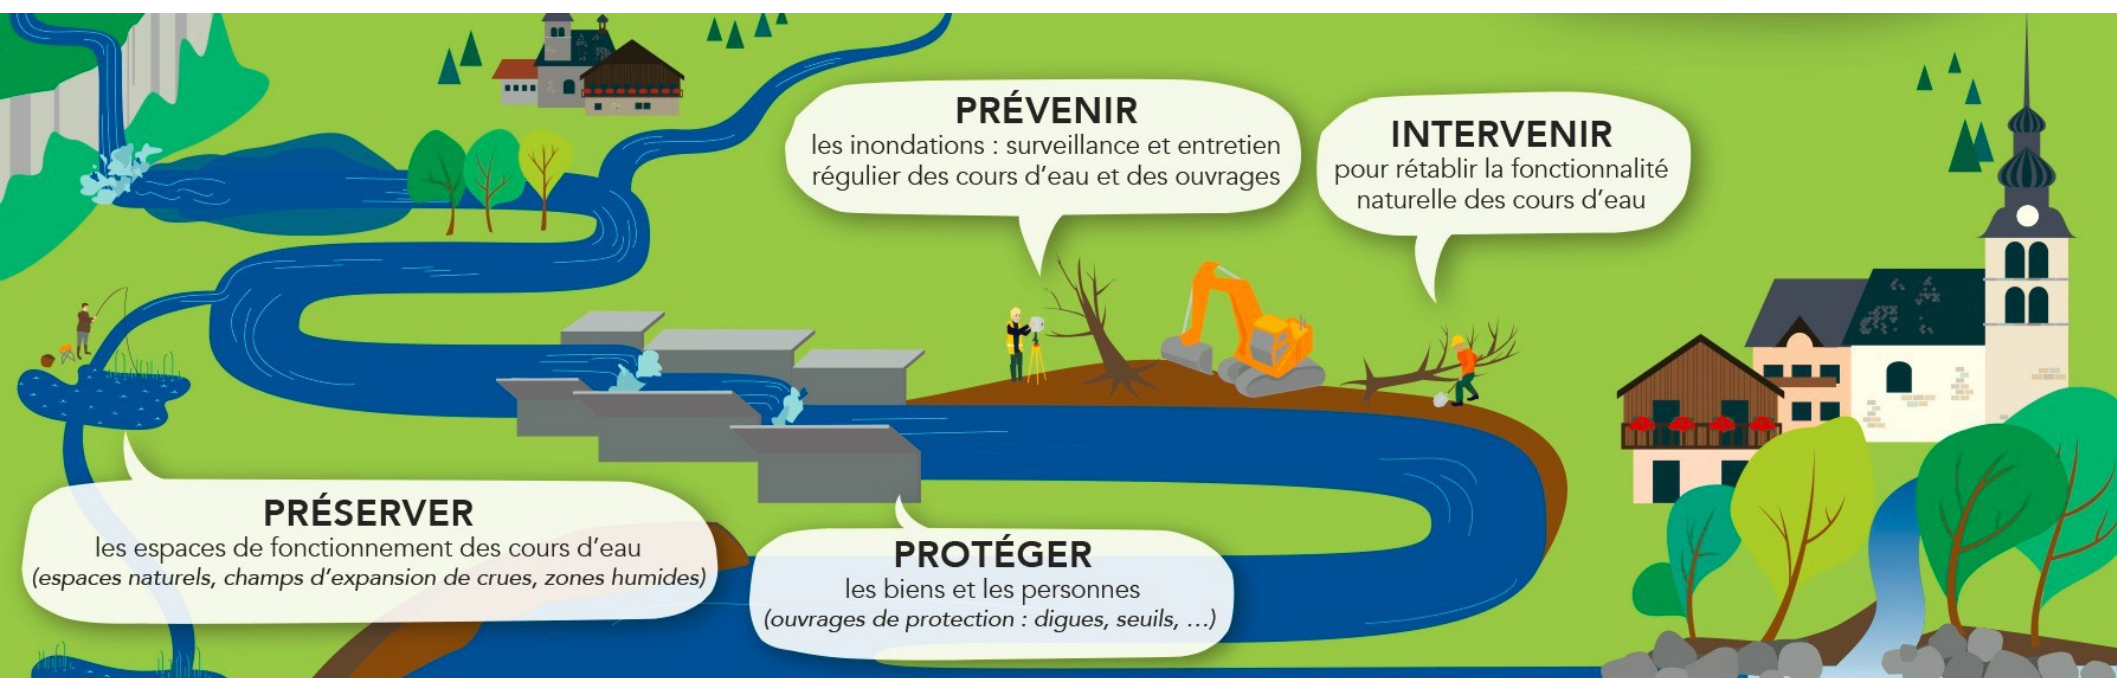 PRÉVENIR
les inondations : surveillance et entretien
régulier des cours d'eau et des ouvrages
INTERVENIR
pour rétablir la fonctionnalité
naturelle des cours d'eau
PRÉSERVER
les espaces de fonctionnement des cours d'eau
(espaces naturels, champs d'expansion de crues, zones humides)
PROTÉGER
les biens et les personnes
(ouvrages de protection : digues, seuils, ...)